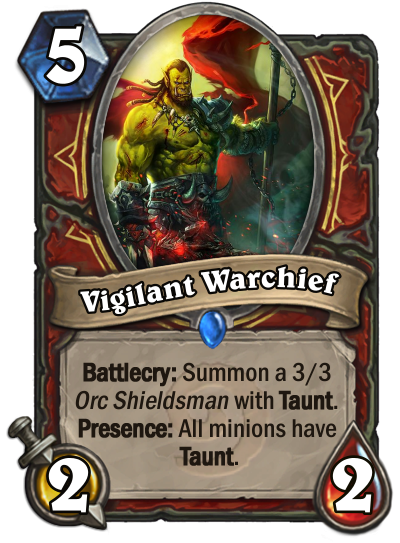 5
Vigilant Warchief
Battlecry: Summon a 3/3
Orc Shieldsman with Taunt.
Presence: All minions have
Taunt.
2
2